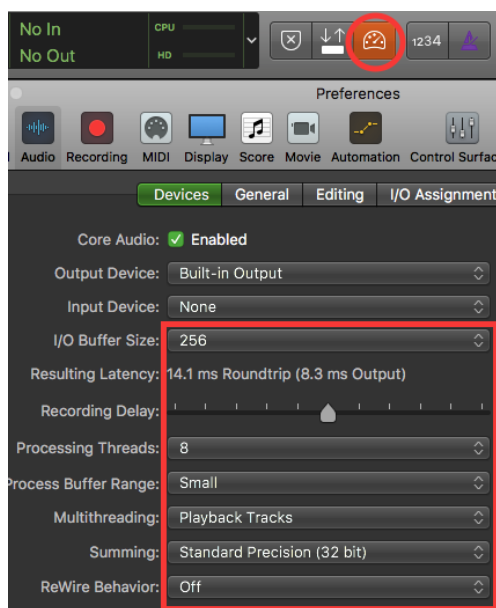 No In CPU
No Out HD
1234
Preferences
Audio Recording MIDI Display Score Movie Automation Control Surfac
Devices General Editing I/O Assignment
Core Audio: Enabled
Output Device: Built-in Output
Input Device: None
I/O Buffer Size: 256
Resulting Latency: 14.1 ms Roundtrip (8.3 ms Output)
Recording Delay:
Processing Threads: 8
Process Buffer Range: Small
Multithreading: Playback Tracks
Summing: Standard Precision (32 bit)
ReWire Behavior: Off